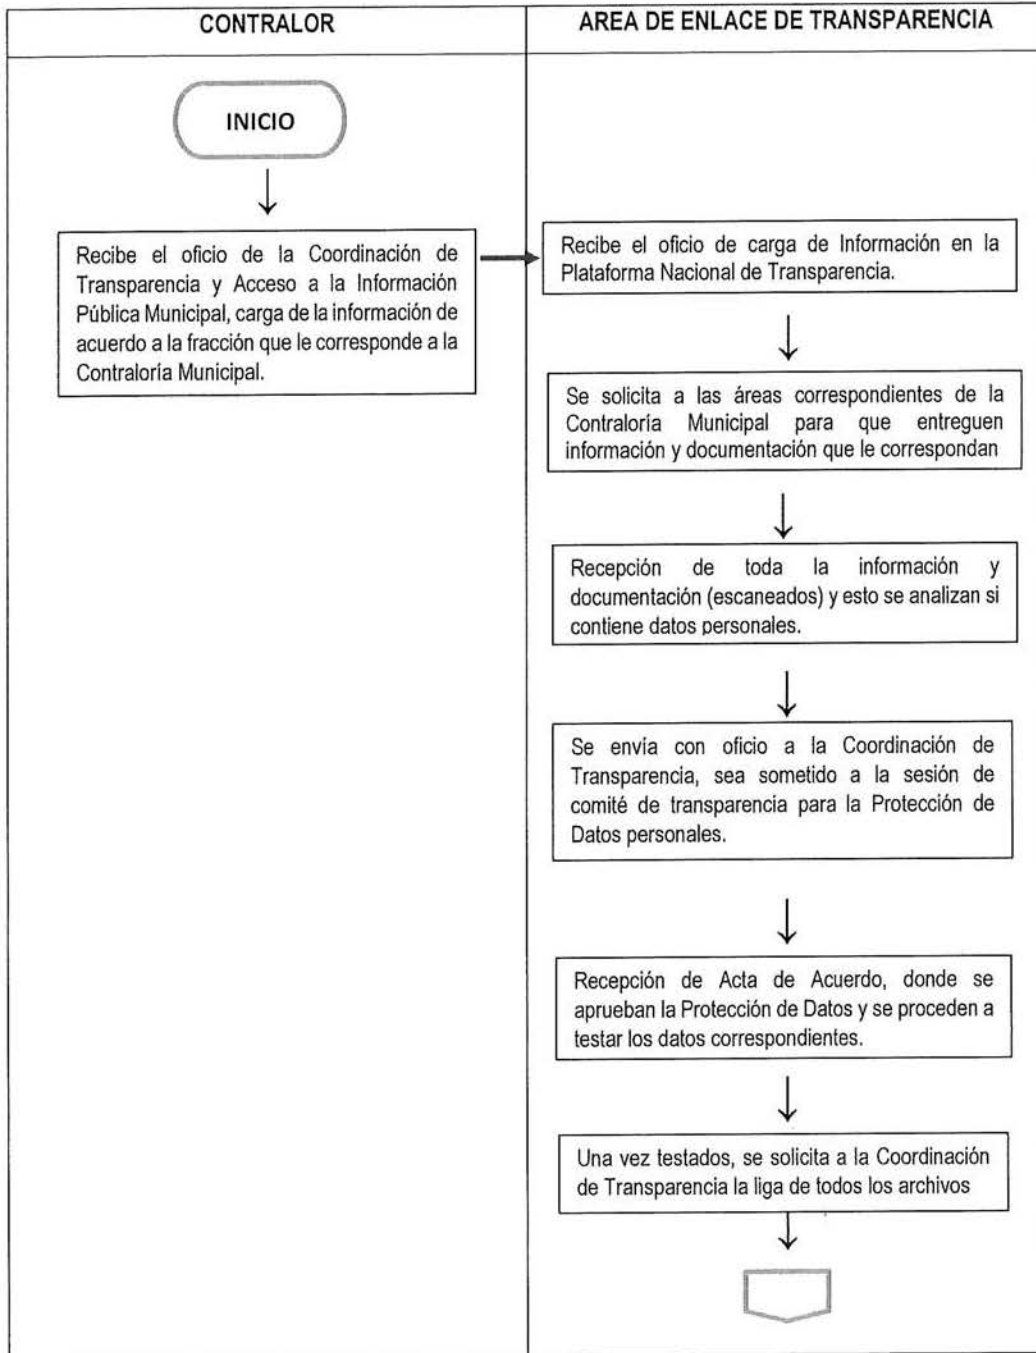 CONTRALOR
AREA DE ENLACE DE TRANSPARENCIA
INICIO
Recibe el oficio de la Coordinación de
Transparencia y Acceso a la Información
Pública Municipal, carga de la información de
acuerdo a la fracción que le corresponde a la
Contraloría Municipal.
Recibe el oficio de carga de Información en la
Plataforma Nacional de Transparencia.
Se solicita a las áreas correspondientes de la
Contraloría Municipal para que entreguen
información y documentación que le correspondan
Recepción de toda la información y
documentación (escaneados) y esto se analizan si
contiene datos personales.
Se envía con oficio a la Coordinación de
Transparencia, sea sometido a la sesión de
comité de transparencia para la Protección de
Datos personales.
Recepción de Acta de Acuerdo, donde se
aprueban la Protección de Datos y se proceden a
testar los datos correspondientes.
Una vez testados, se solicita a la Coordinación
de Transparencia la liga de todos los archivos